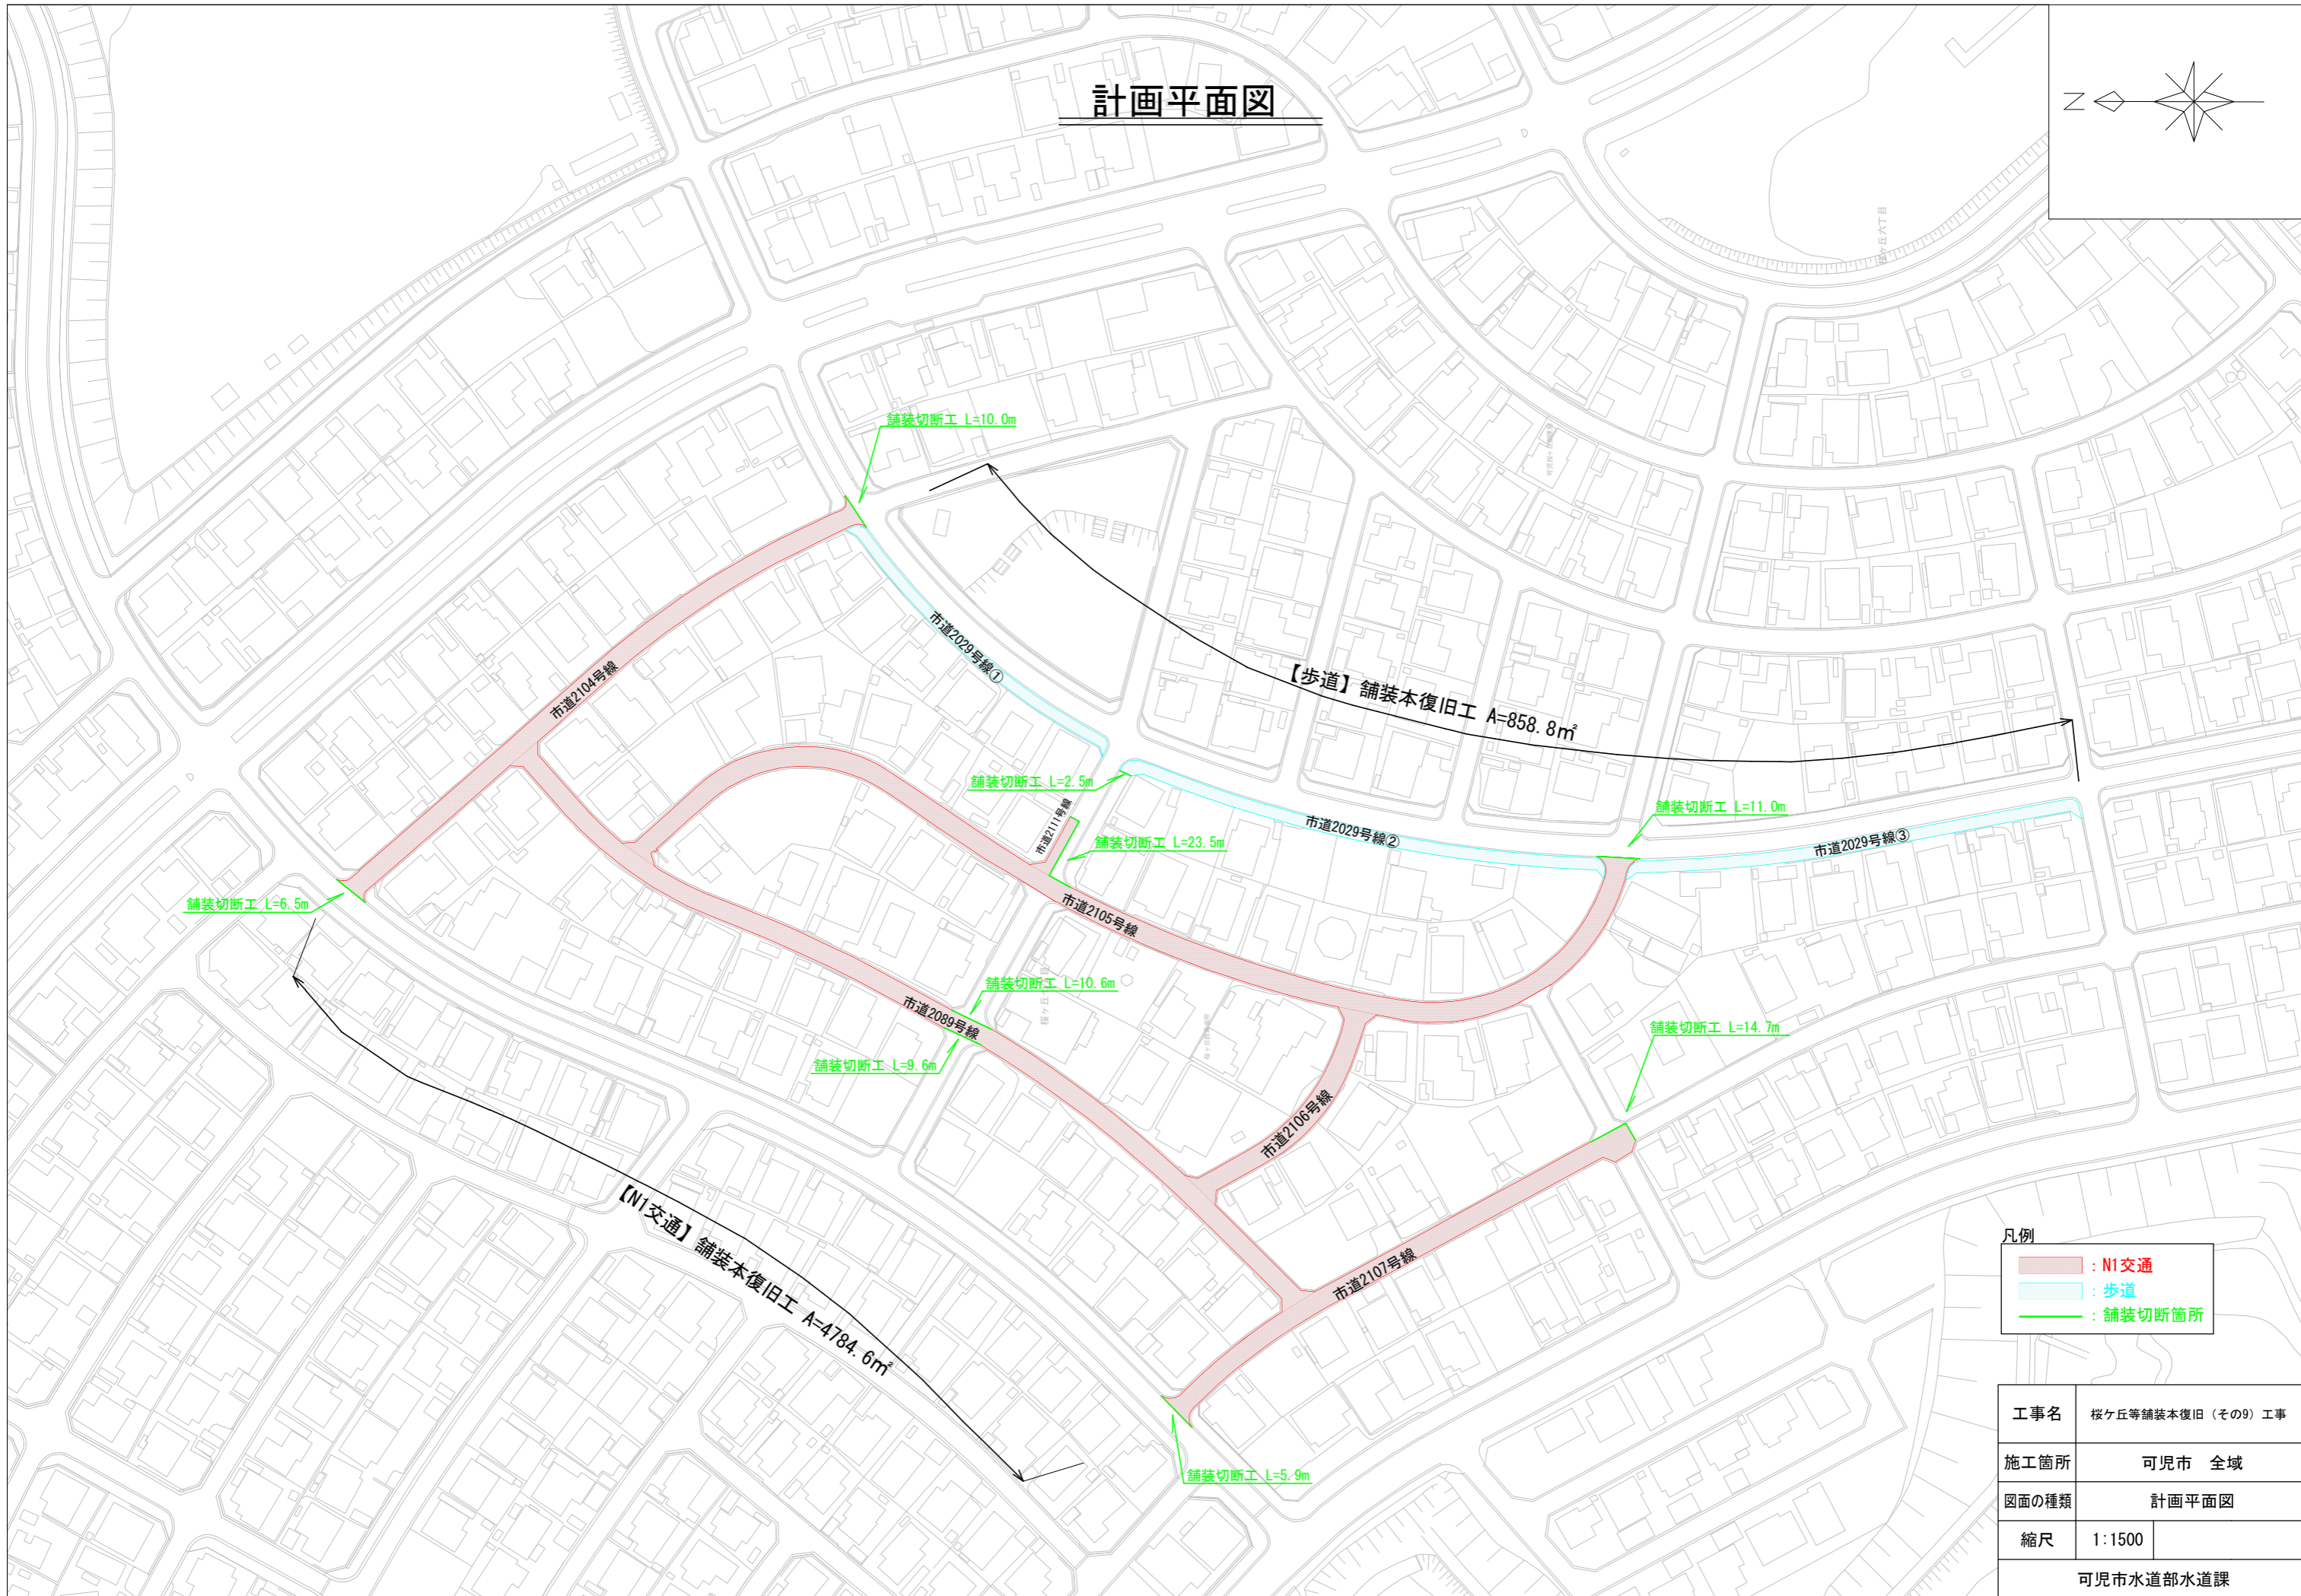 計画平面図
N
桜ケ丘六丁目
舗装切断工 L=10.0m
市道2029号線①
市道2104号線
【歩道】舗装本復旧工 A=858.8㎡
舗装切断工 L=2.5m
市道2111号線
舗装切断工 L=11.0m
市道2029号線②
市道2029号線③
舗装切断工 L=23.5m
舗装切断工 L=6.5m
市道2105号線
舗装切断工 L=10.6m
市道2089号線
舗装切断工 L=9.6m
舗装切断工 L=14.7m
市道2106号線
【N1交通】舗装本復旧工 A=4784.6㎡
市道2107号線
舗装切断工 L=5.9m
凡例
：N1交通
：歩道
：舗装切断箇所
工事名 桜ケ丘等舗装本復旧（その9）工事
施工箇所 可児市 全域
図面の種類 計画平面図
縮尺 1:1500
可児市水道部水道課